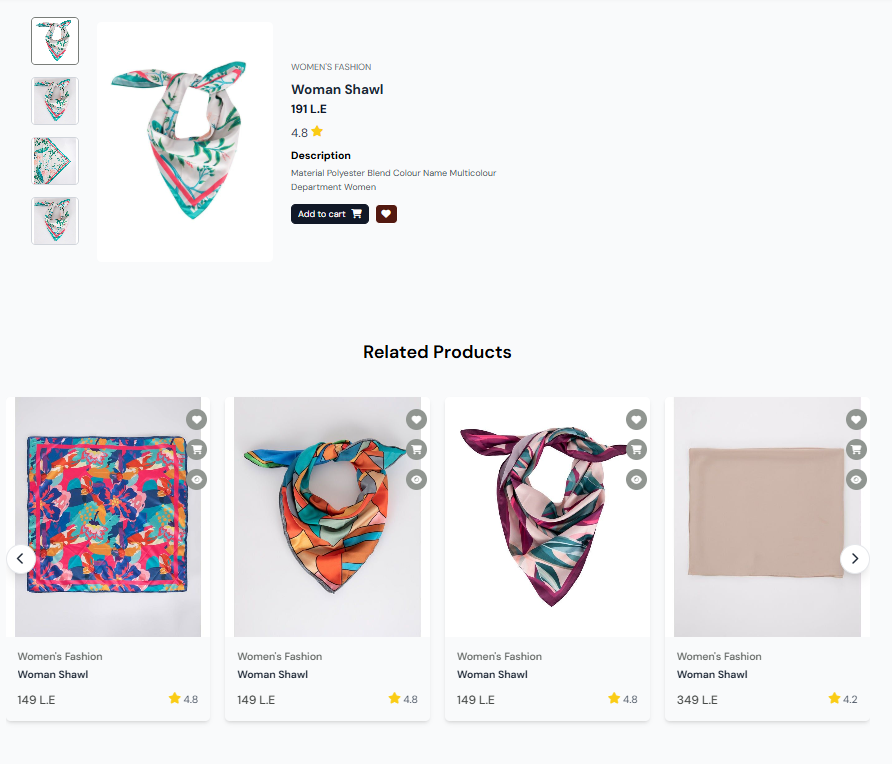 WOMEN'S FASHION
Woman Shawl
191 L.E
4.8
Description
Material Polyester Blend Colour Name Multicolour
Department Women
Add to cart
Related Products
Women's Fashion
Woman Shawl
149 L.E 4.8
Women's Fashion
Woman Shawl
149 L.E 4.8
Women's Fashion
Woman Shawl
149 L.E 4.8
Women's Fashion
Woman Shawl
349 L.E 4.2